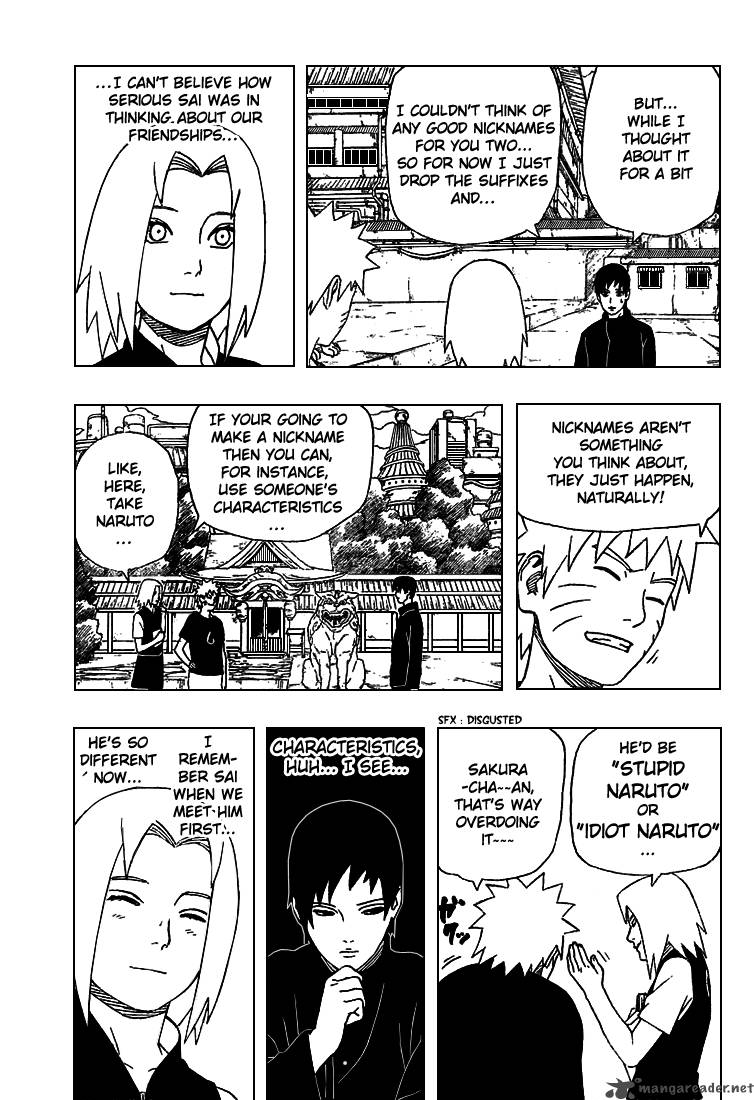 BUT...
WHILE I
THOUGHT
ABOUT IT
FOR A BIT
I COULDN'T THINK OF
ANY GOOD NICKNAMES
FOR YOU TWO...
SO FOR NOW I JUST
DROP THE SUFFIXES
AND...
...I CAN'T BELIEVE HOW
SERIOUS SAI WAS IN
THINKING ABOUT OUR
FRIENDSHIPS...
NICKNAMES AREN'T
SOMETHING
YOU THINK ABOUT,
THEY JUST HAPPEN,
NATURALLY!
IF YOUR GOING TO
MAKE A NICKNAME
THEN YOU CAN,
FOR INSTANCE,
USE SOMEONE'S
CHARACTERISTICS
...
LIKE,
HERE,
TAKE
NARUTO
...
SFX : DISGUSTED
HE'D BE
"STUPID
NARUTO"
OR
"IDIOT NARUTO"
...
SAKURA
-CHA~~AN,
THAT'S WAY
OVERDOING
IT~~~
ザワッ
CHARACTERISTICS,
HUH... I SEE...
I
REMEM-
BER SAI
WHEN WE
MEET HIM
FIRST...
HE'S SO
DIFFERENT
NOW...
mangareader.net